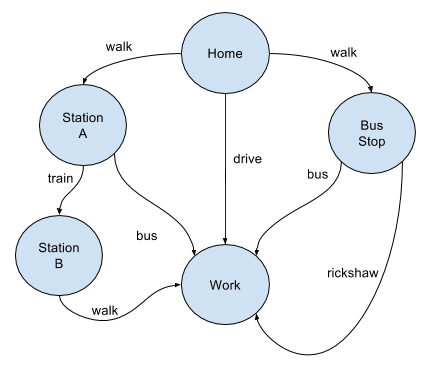 Home
walk
walk
Station
A
Bus
Stop
drive
train
bus
bus
Station
B
Work
rickshaw
walk